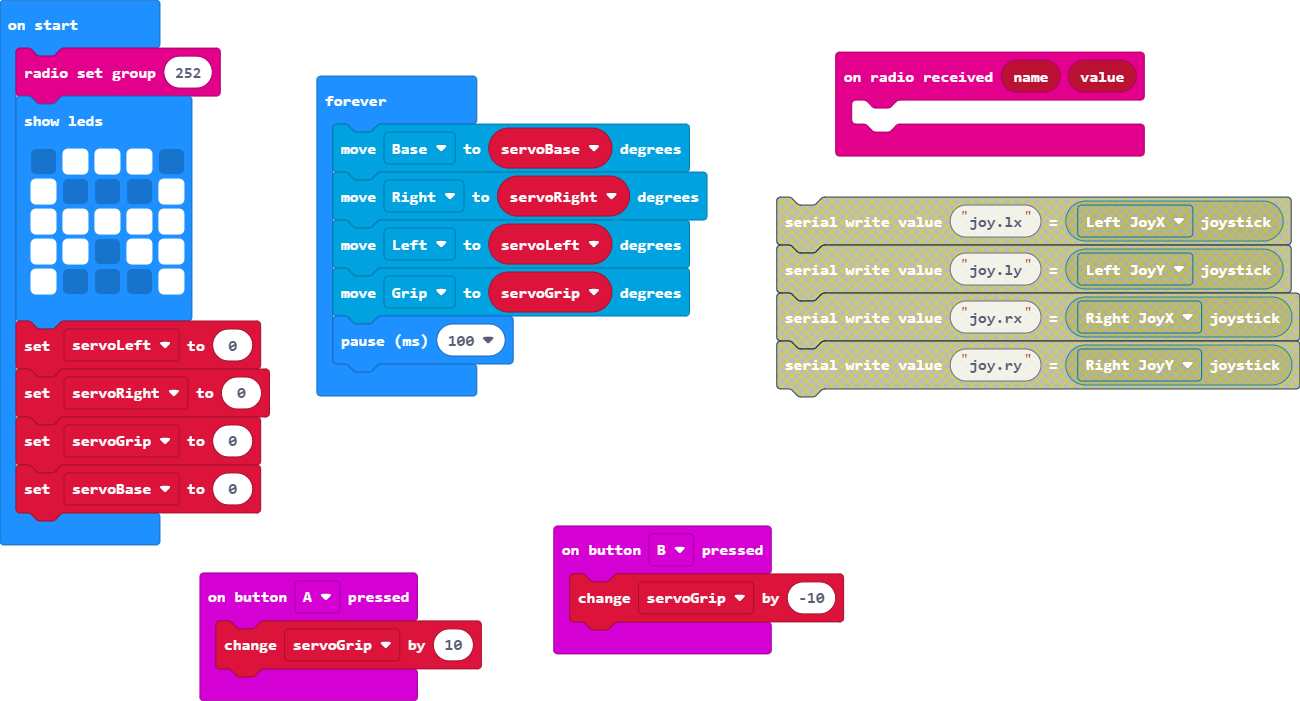 on start
radio set group 252
show leds
set servoLeft to 0
set servoRight to 0
set servoGrip to 0
set servoBase to 0
forever
move Base to servoBase degrees
move Right to servoRight degrees
move Left to servoLeft degrees
move Grip to servoGrip degrees
pause (ms) 100
on radio received name value
serial write value "joy.lx" = Left JoyX joystick
serial write value "joy.ly" = Left JoyY joystick
serial write value "joy.rx" = Right JoyX joystick
serial write value "joy.ry" = Right JoyY joystick
on button A pressed
change servoGrip by 10
on button B pressed
change servoGrip by -10